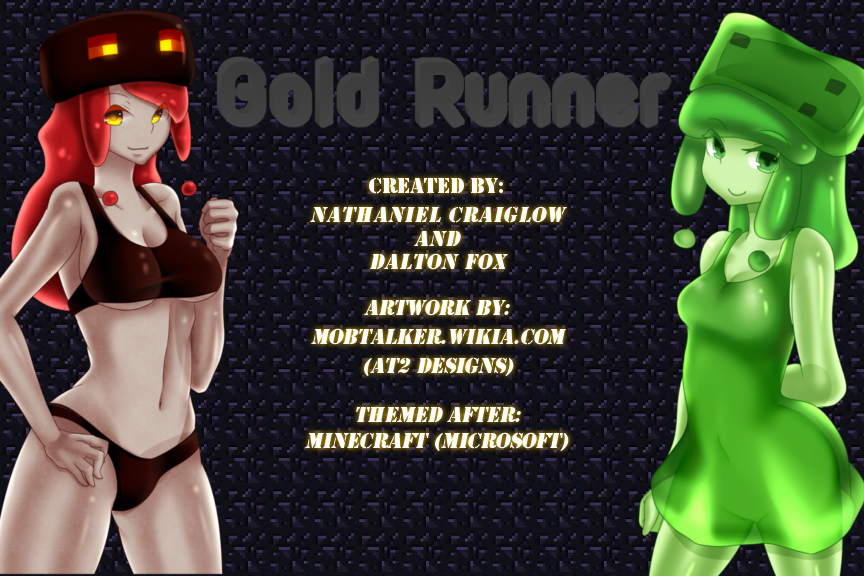 Gold Runner
CREATED BY:
NATHANIEL CRAIGLOW
AND
DALTON FOX
ARTWORK BY:
MOBTALKER.WIKIA.COM
(AT2 DESIGNS)
THEMED AFTER:
MINECRAFT (MICROSOFT)